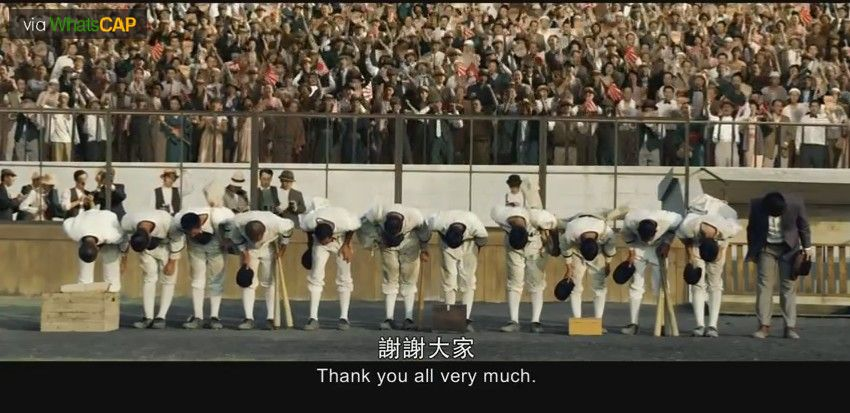 via WhatsCAP
謝謝大家
Thank you all very much.